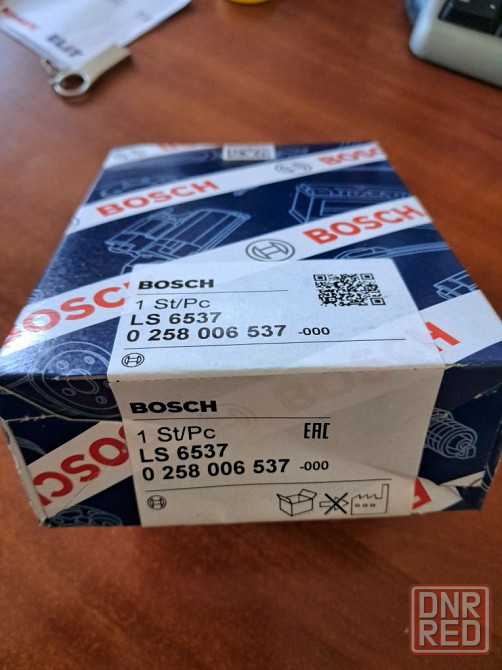 ELIT
BOSCH
BOSCH
BOSCH
BOSCH
1 St/Pc
LS 6537
0 258 006 537 -000
BOSCH
1 St/Pc
EAC
LS 6537
0 258 006 537 -000
DNR
RED